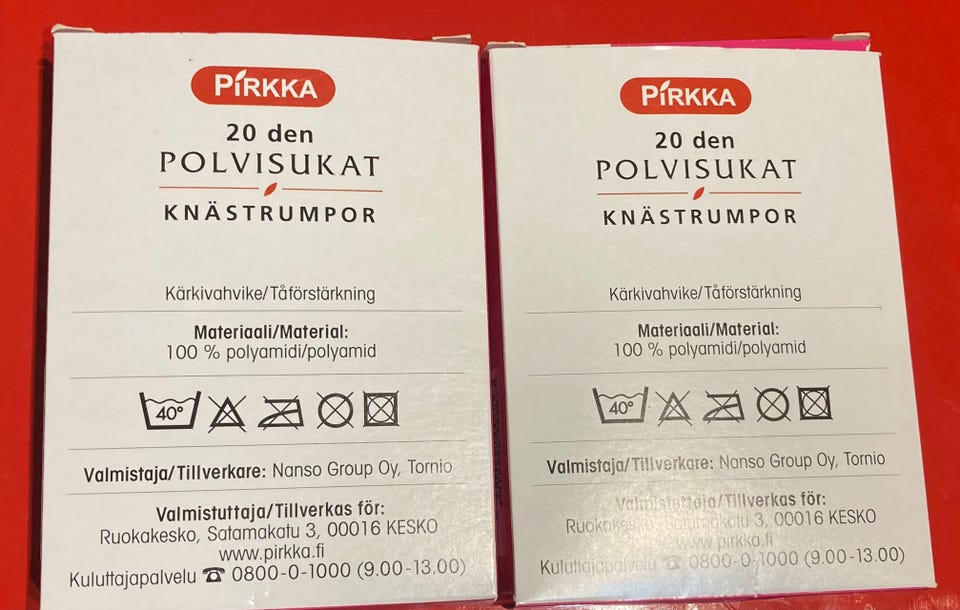 PIRKKA
20 den
POLVISUKAT
KNÄSTRUMPOR
Kärkivahvike/Tåförstärkning
Materiaali/Material:
100 % polyamidi/polyamid
40°
Valmistaja/Tillverkare: Nanso Group Oy, Tornio
Valmistuttaja/Tillverkas för:
Ruokakesko, Satamakatu 3, 00016 KESKO
www.pirkka.fi
Kuluttajapalvelu ☎ 0800-0-1000 (9.00-13.00)
PIRKKA
20 den
POLVISUKAT
KNÄSTRUMPOR
Kärkivahvike/Tåförstärkning
Materiaali/Material:
100 % polyamidi/polyamid
40°
Valmistaja/Tillverkare: Nanso Group Oy, Tornio
Valmistuttaja/Tillverkas för:
Ruokakesko, Satamakatu 3, 00016 KESKO
www.pirkka.fi
Kuluttajapalvelu ☎ 0800-0-1000 (9.00-13.00)